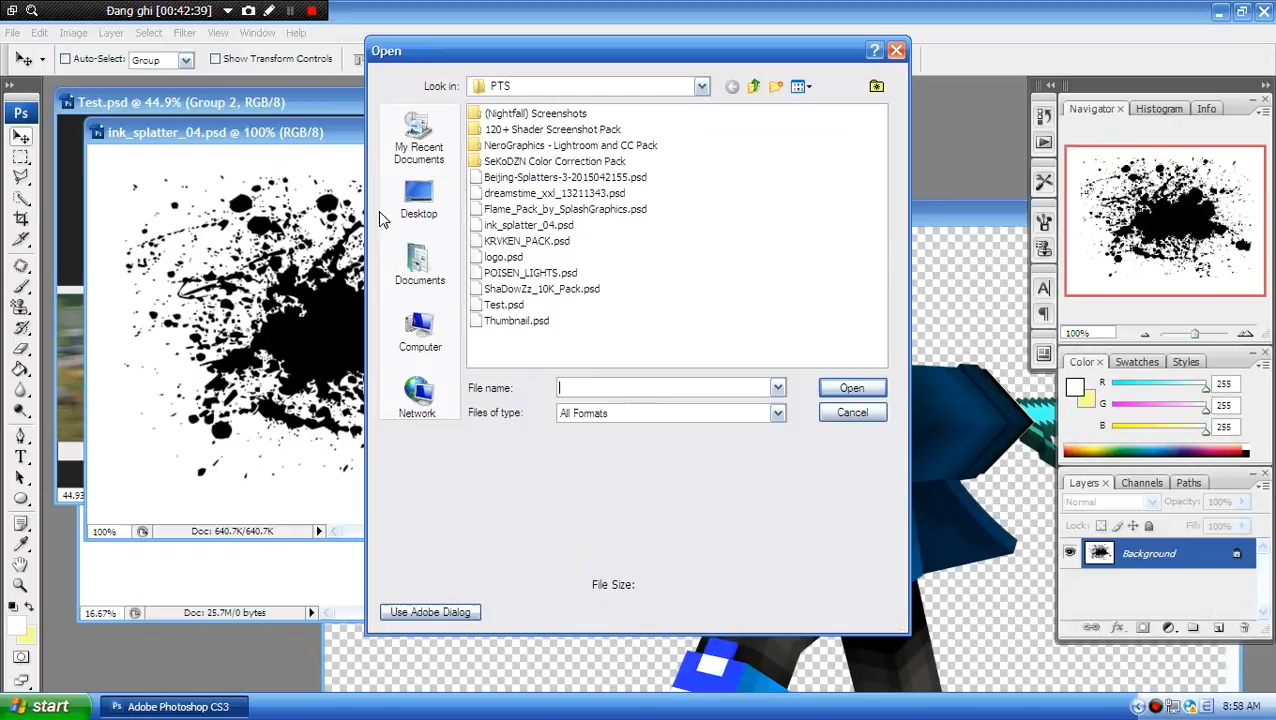 Đang ghi 00:42:39
File Edit Image Layer Select Filter View Window Help
Auto-Select: Group Show Transform Controls
Ps
Test.psd @ 44.9% (Group 2, RGB/8)
ink_splatter_04.psd @ 100% (RGB/8)
100% Doc: 640.7K/640.7K
44.93
16.67% Doc: 25.7M/0 bytes
Open
Look in: PTS
My Recent
Documents
Desktop
Documents
Computer
Network
(Nightfall) Screenshots
120+ Shader Screenshot Pack
NeroGraphics - Lightroom and CC Pack
SeKoDZN Color Correction Pack
Beijing-Splatters-3-2015042155.psd
dreamstime_xxl_13211343.psd
Flame_Pack_by_SplashGraphics.psd
ink_splatter_04.psd
KRVKEN_PACK.psd
logo.psd
POISEN_LIGHTS.psd
ShaDowZz_10K_Pack.psd
Test.psd
Thumbnail.psd
File name: Open
Files of type: All Formats Cancel
File Size:
Use Adobe Dialog
Navigator × Histogram Info
100%
Color × Swatches Styles
R 255
G 255
B 255
Layers × Channels Paths
Normal Opacity: 100%
Lock: Fill: 100%
Background
start Adobe Photoshop CS3 8:58 AM